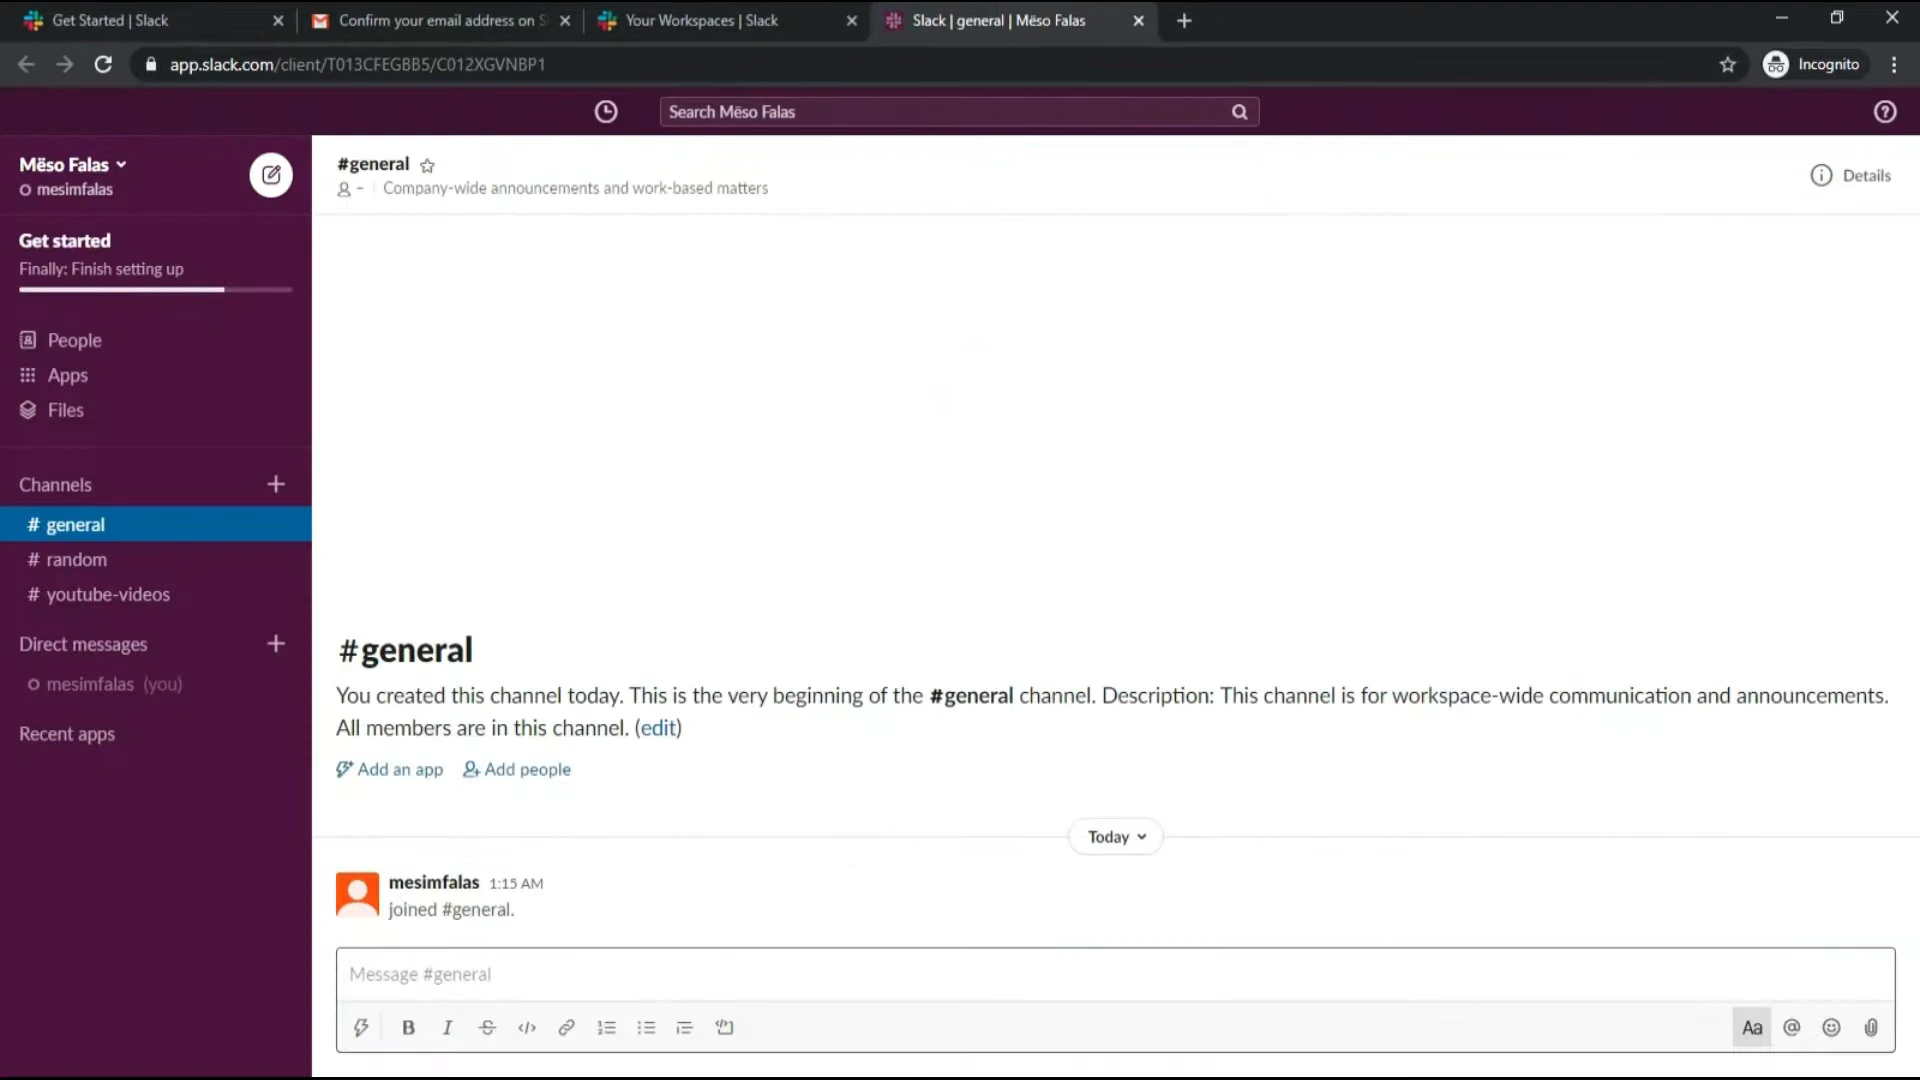 Get Started | Slack
Confirm your email address on S
Your Workspaces | Slack
Slack | general | Mëso Falas
app.slack.com/client/T013CFEGBB5/C012XGVNBP1
Incognito
Search Mëso Falas
Mëso Falas
mesimfalas
Get started
Finally: Finish setting up
People
Apps
Files
Channels
# general
# random
# youtube-videos
Direct messages
mesimfalas (you)
Recent apps
#general
– | Company-wide announcements and work-based matters
Details
#general
You created this channel today. This is the very beginning of the #general channel. Description: This channel is for workspace-wide communication and announcements.
All members are in this channel. (edit)
Add an app Add people
Today
mesimfalas 1:15 AM
joined #general.
Message #general
B I S </> Aa @